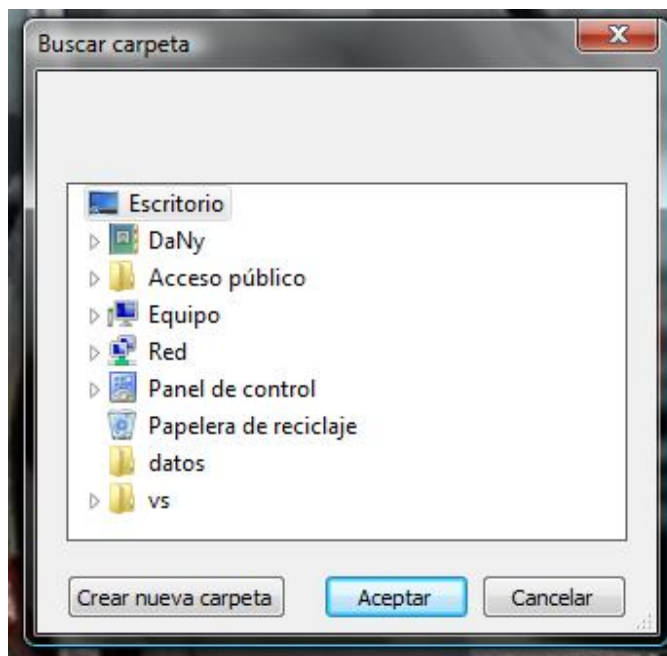 Buscar carpeta
Escritorio
DaNy
Acceso público
Equipo
Red
Panel de control
Papelera de reciclaje
datos
vs
Crear nueva carpeta Aceptar Cancelar